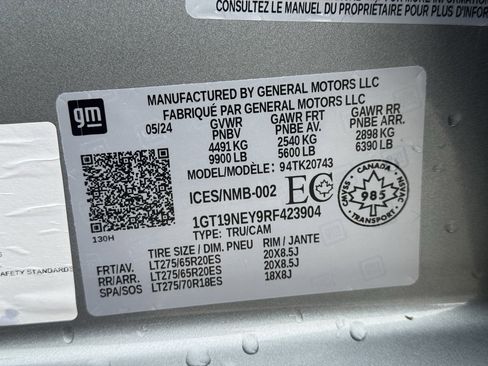 CONSULTEZ LE MANUEL DU PROPRIÉTAIRE POUR PLUS D'INFOR
gm
MANUFACTURED BY GENERAL MOTORS LLC
FABRIQUÉ PAR GENERAL MOTORS LLC
05/24 GVWR GAWR FRT GAWR RR
PNBV PNBE AV. PNBE ARR.
4491 KG 2540 KG 2898 KG
9900 LB 5600 LB 6390 LB
MODEL/MODÈLE: 94TK20743
ICES/NMB-002 EC
CANADA
985
1GT19NEY9RF423904
TYPE: TRU/CAM
130H
TIRE SIZE / DIM. PNEU RIM / JANTE
FRT/AV. LT275/65R20ES 20X8.5J
RR/ARR. LT275/65R20ES 20X8.5J
SPA/SOS LT275/70R18ES 18X8J
AFETY STANDARDS